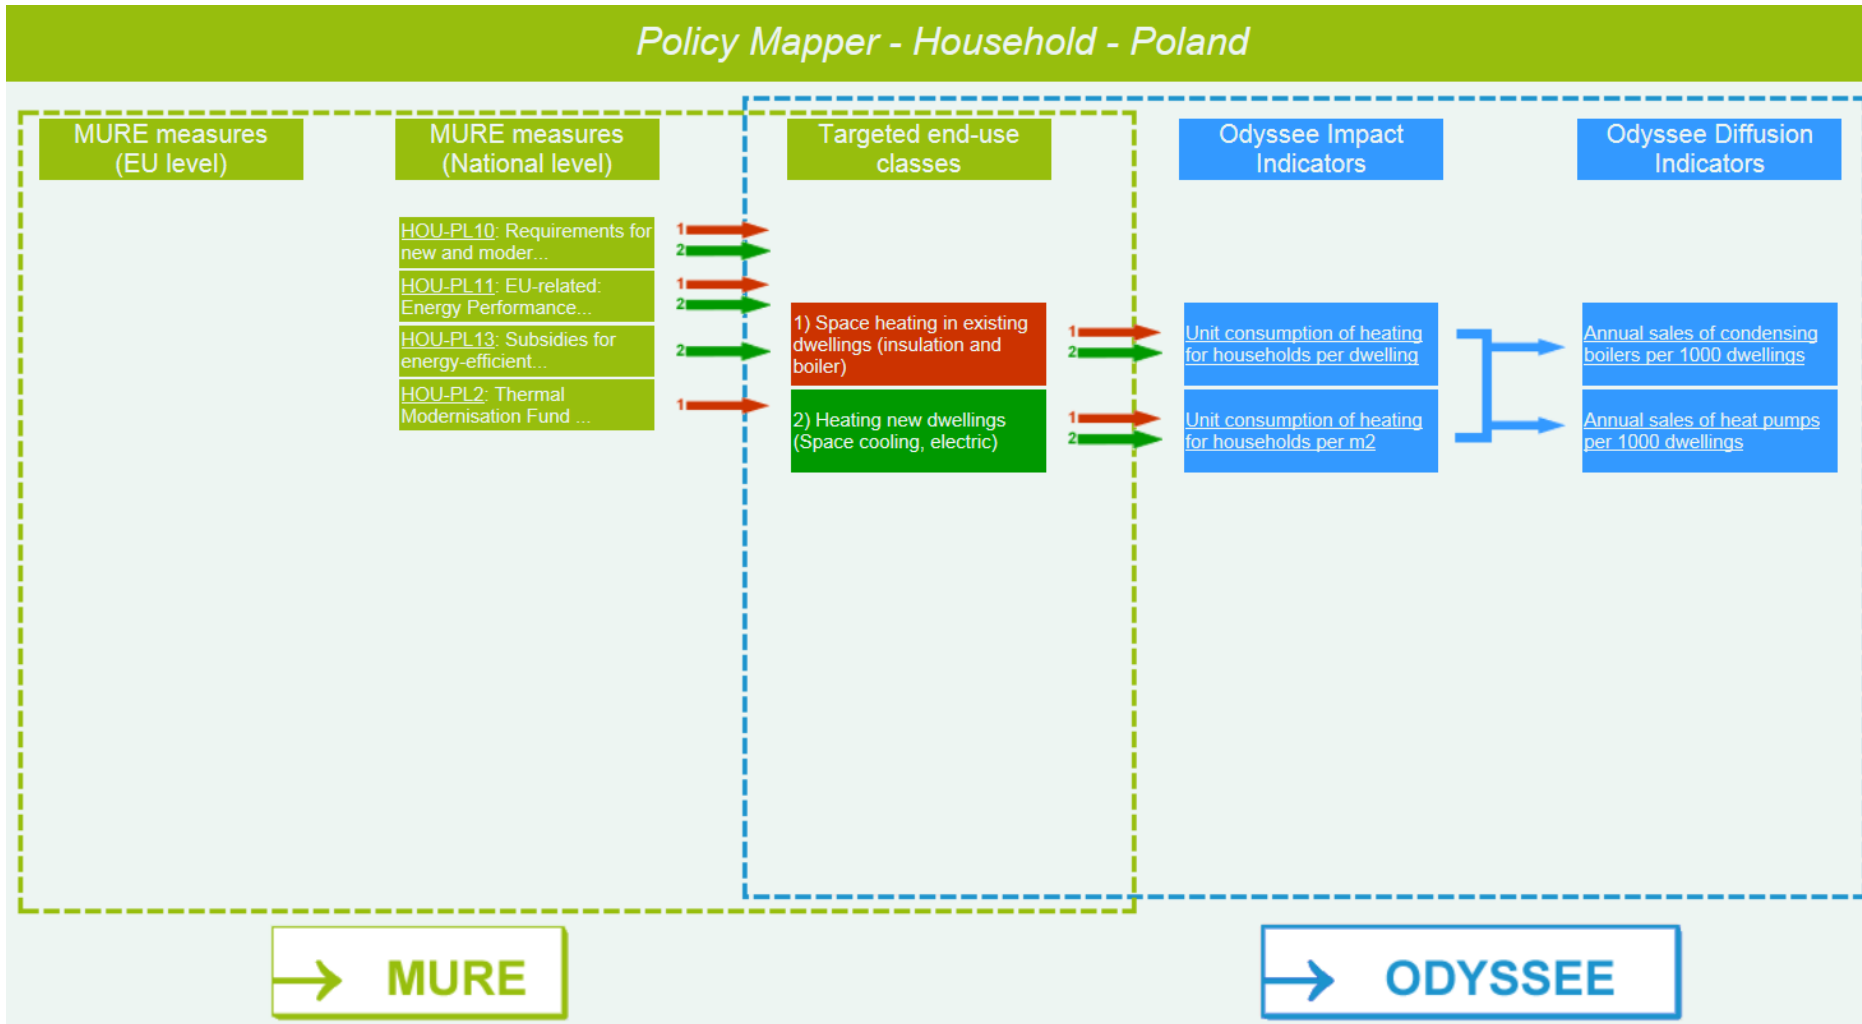 Policy Mapper - Household - Poland
MURE measures
(EU level)
MURE measures
(National level)
Targeted end-use
classes
Odyssee Impact
Indicators
Odyssee Diffusion
Indicators
HOU-PL10: Requirements for
new and moder...
1
2
HOU-PL11: EU-related:
Energy Performance...
1
2
HOU-PL13: Subsidies for
energy-efficient...
2
HOU-PL2: Thermal
Modernisation Fund ...
1
1) Space heating in existing
dwellings (insulation and
boiler)
1
2
2) Heating new dwellings
(Space cooling, electric)
1
2
Unit consumption of heating
for households per dwelling
Unit consumption of heating
for households per m2
Annual sales of condensing
boilers per 1000 dwellings
Annual sales of heat pumps
per 1000 dwellings
MURE
ODYSSEE